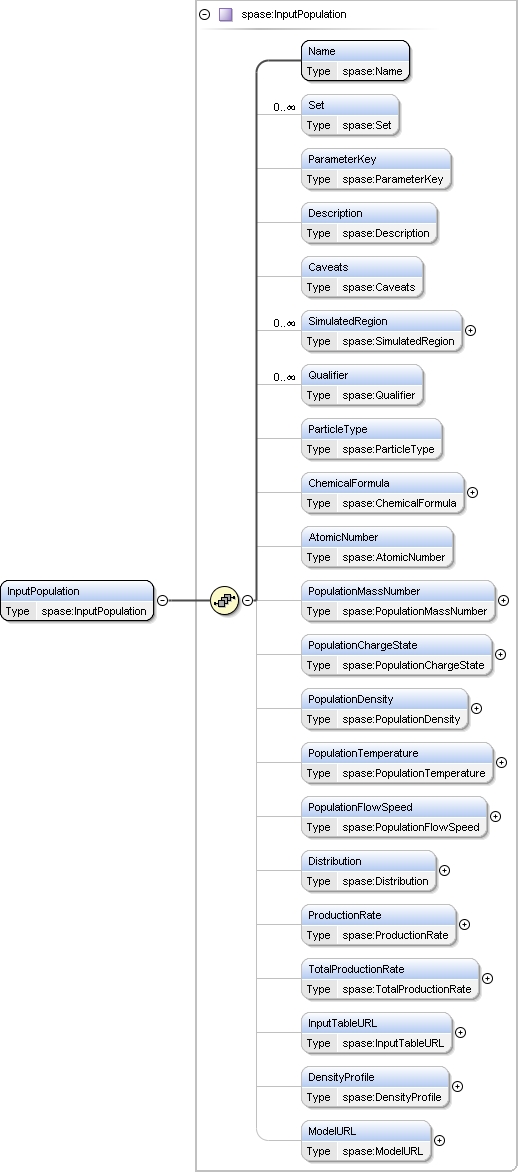 spase:InputPopulation
Name
Type spase:Name
0..∞ Set
Type spase:Set
ParameterKey
Type spase:ParameterKey
Description
Type spase:Description
Caveats
Type spase:Caveats
0..∞ SimulatedRegion
Type spase:SimulatedRegion
0..∞ Qualifier
Type spase:Qualifier
ParticleType
Type spase:ParticleType
ChemicalFormula
Type spase:ChemicalFormula
AtomicNumber
Type spase:AtomicNumber
InputPopulation
Type spase:InputPopulation
PopulationMassNumber
Type spase:PopulationMassNumber
PopulationChargeState
Type spase:PopulationChargeState
PopulationDensity
Type spase:PopulationDensity
PopulationTemperature
Type spase:PopulationTemperature
PopulationFlowSpeed
Type spase:PopulationFlowSpeed
Distribution
Type spase:Distribution
ProductionRate
Type spase:ProductionRate
TotalProductionRate
Type spase:TotalProductionRate
InputTableURL
Type spase:InputTableURL
DensityProfile
Type spase:DensityProfile
ModelURL
Type spase:ModelURL